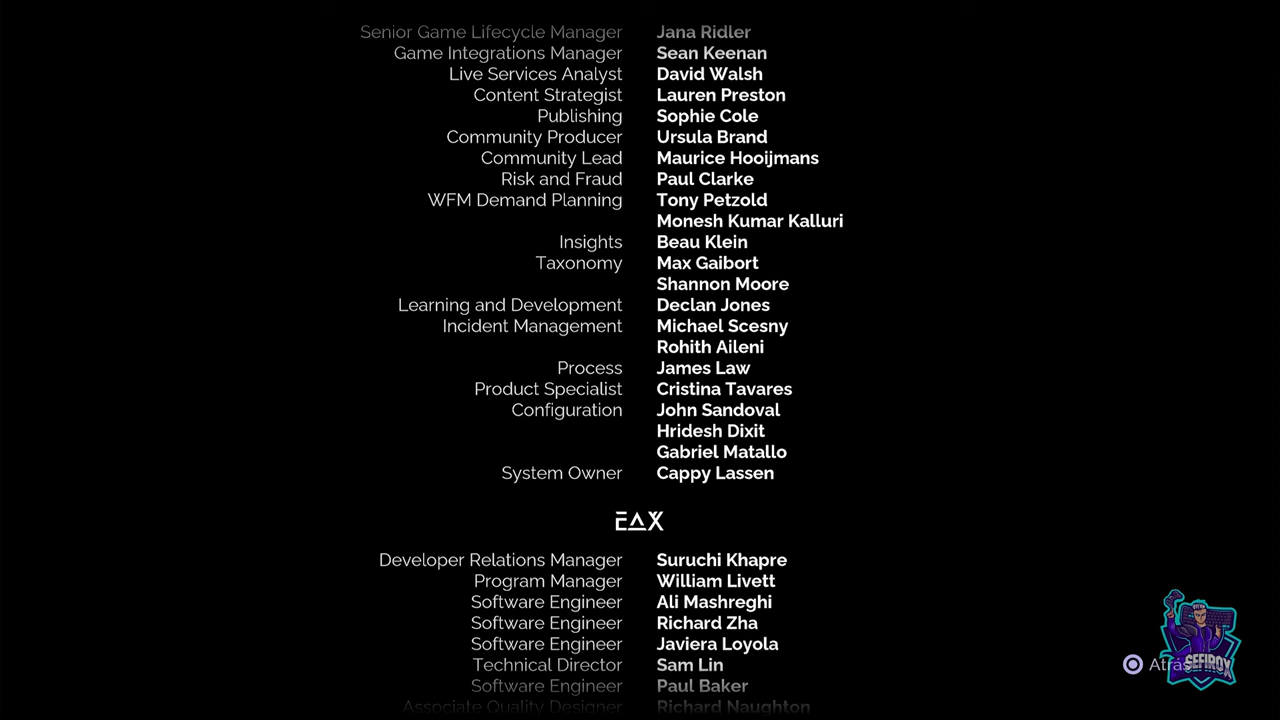 Senior Game Lifecycle Manager Jana Ridler
Game Integrations Manager Sean Keenan
Live Services Analyst David Walsh
Content Strategist Lauren Preston
Publishing Sophie Cole
Community Producer Ursula Brand
Community Lead Maurice Hooijmans
Risk and Fraud Paul Clarke
WFM Demand Planning Tony Petzold
Monesh Kumar Kalluri
Insights Beau Klein
Taxonomy Max Gaibort
Shannon Moore
Learning and Development Declan Jones
Incident Management Michael Scesny
Rohith Aileni
Process James Law
Product Specialist Cristina Tavares
Configuration John Sandoval
Hridesh Dixit
Gabriel Matallo
System Owner Cappy Lassen
EAX
Developer Relations Manager Suruchi Khapre
Program Manager William Livett
Software Engineer Ali Mashreghi
Software Engineer Richard Zha
Software Engineer Javiera Loyola
Technical Director Sam Lin
Software Engineer Paul Baker
Associate Quality Designer Richard Naughton
Atrás
SEFIROX